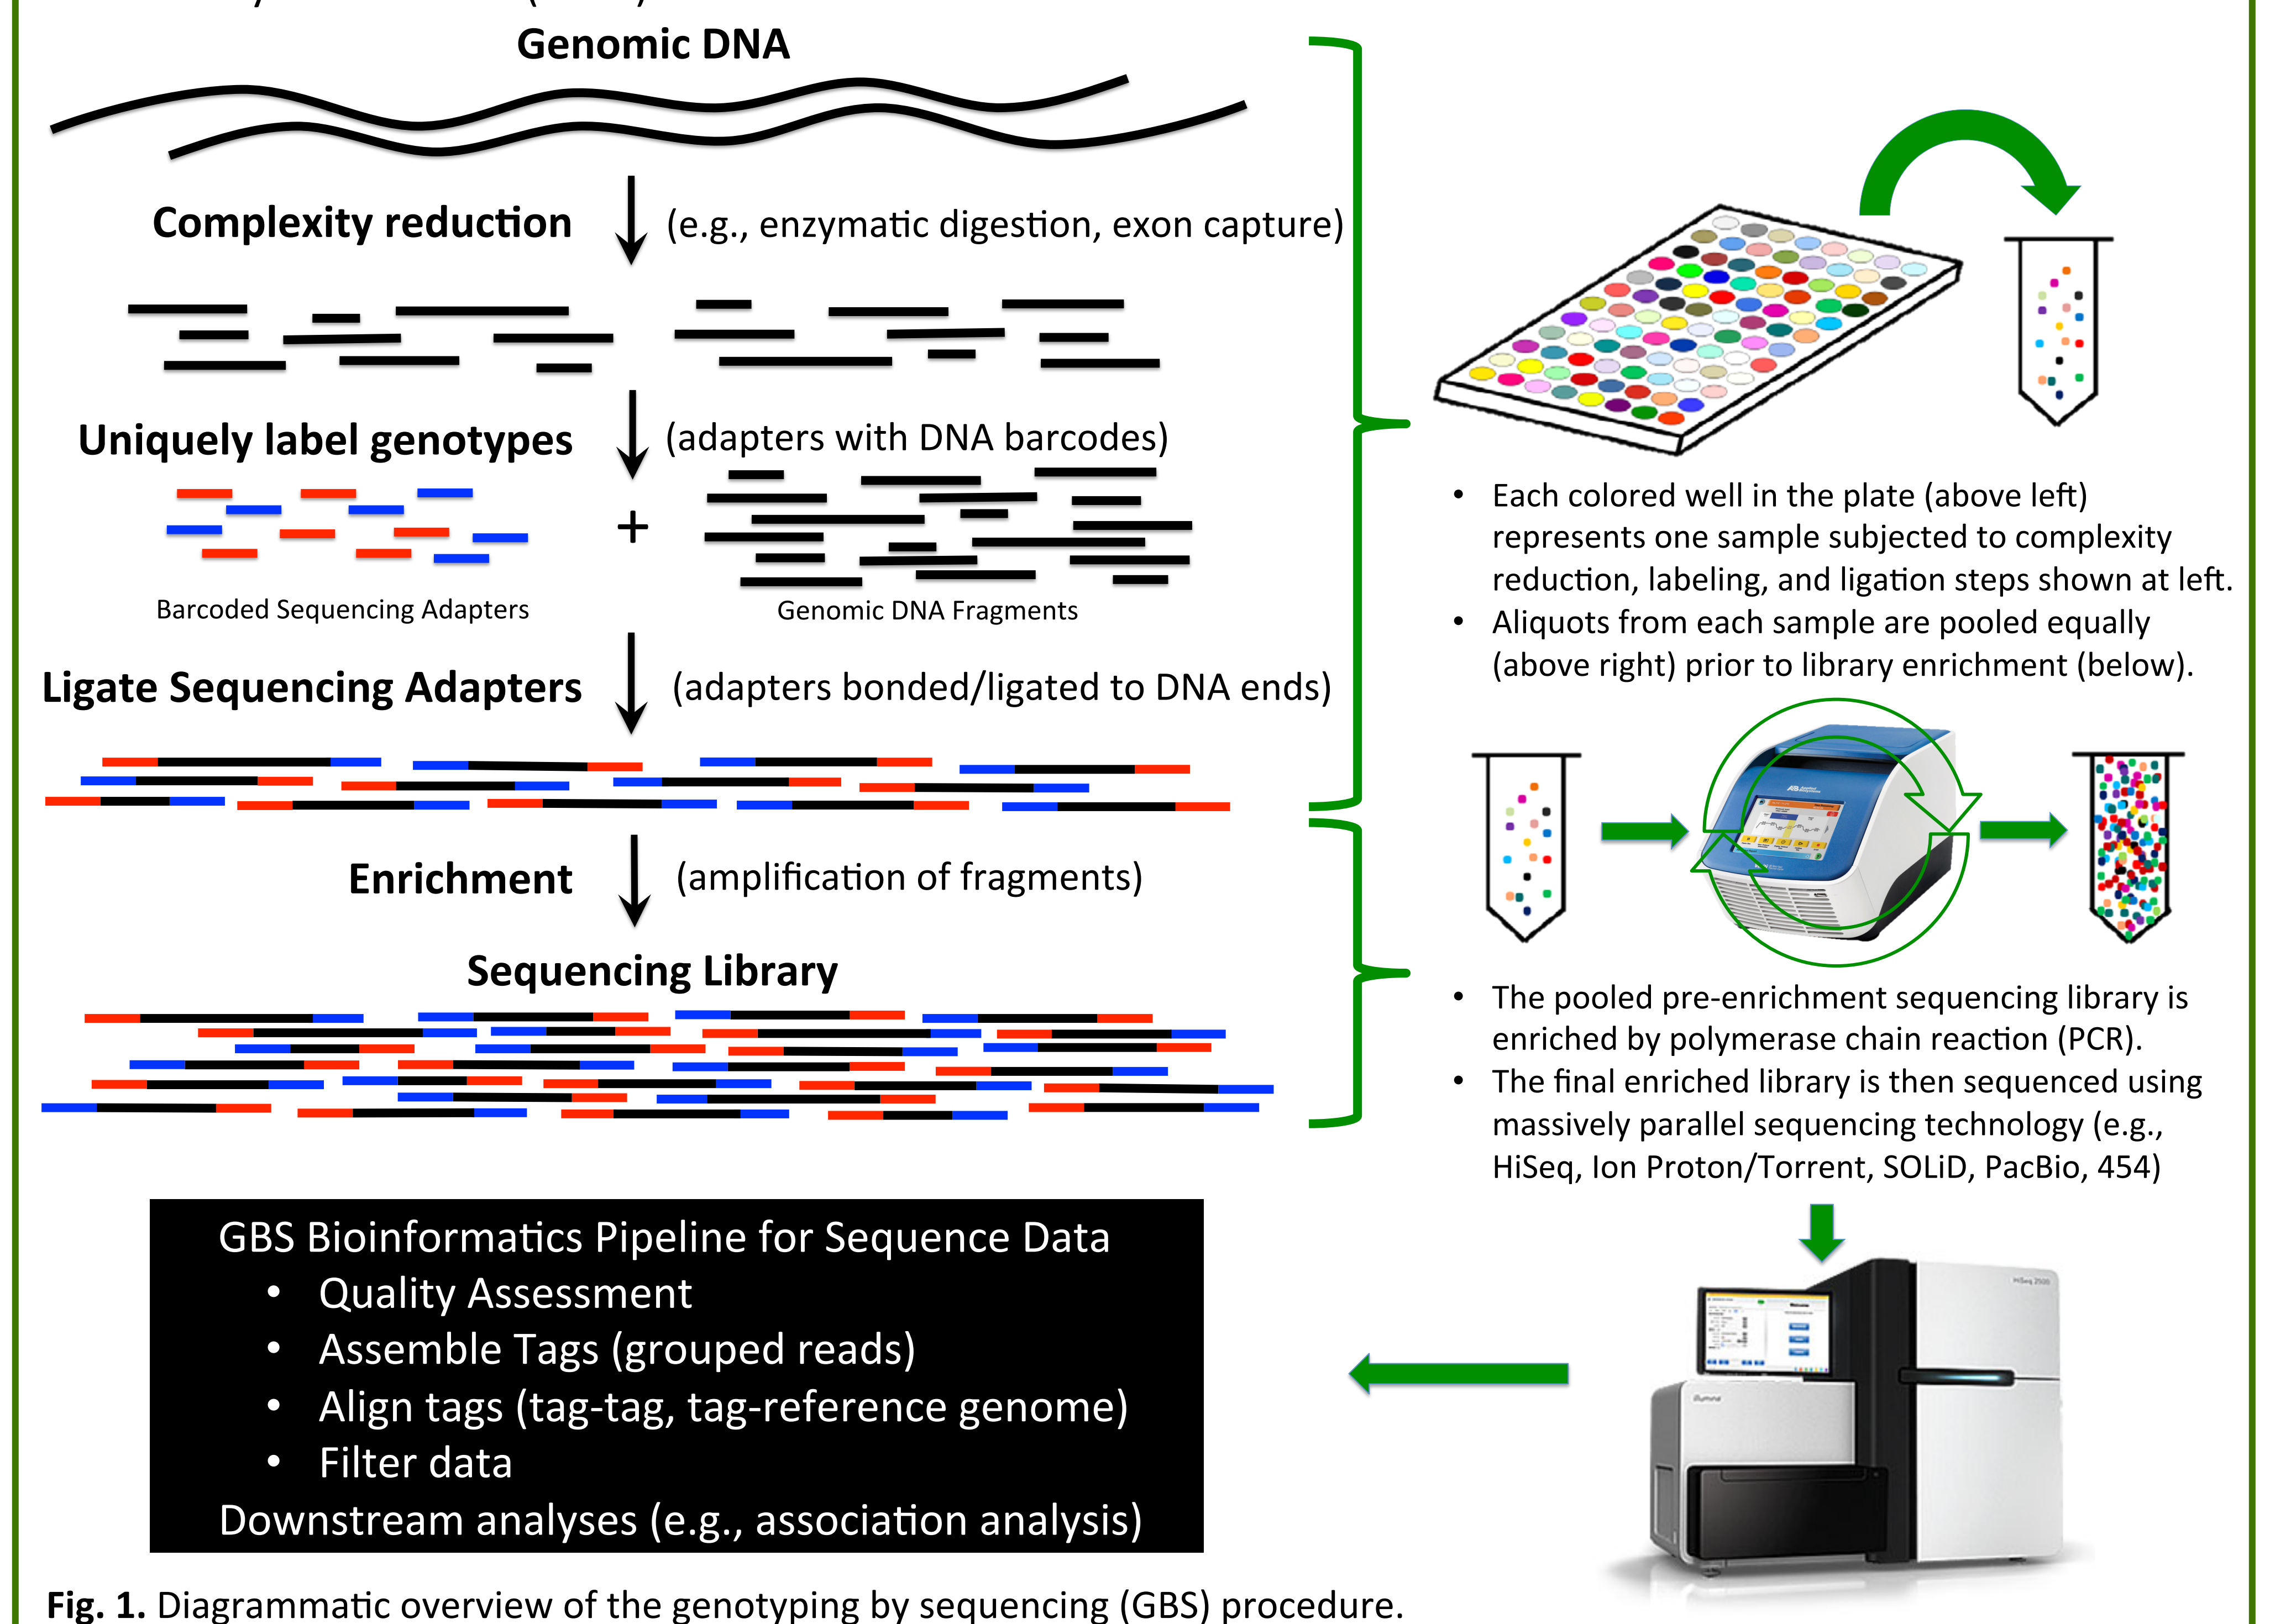 Genomic DNA
Complexity reduction
(e.g., enzymatic digestion, exon capture)
Uniquely label genotypes
(adapters with DNA barcodes)
+
Barcoded Sequencing Adapters
Genomic DNA Fragments
Ligate Sequencing Adapters
(adapters bonded/ligated to DNA ends)
Enrichment
(amplification of fragments)
Sequencing Library
• Each colored well in the plate (above left)
represents one sample subjected to complexity
reduction, labeling, and ligation steps shown at left.
• Aliquots from each sample are pooled equally
(above right) prior to library enrichment (below).
AB Applied Biosystems
• The pooled pre-enrichment sequencing library is
enriched by polymerase chain reaction (PCR).
• The final enriched library is then sequenced using
massively parallel sequencing technology (e.g.,
HiSeq, Ion Proton/Torrent, SOLiD, PacBio, 454)
HiSeq 2500
illumina
GBS Bioinformatics Pipeline for Sequence Data
• Quality Assessment
• Assemble Tags (grouped reads)
• Align tags (tag-tag, tag-reference genome)
• Filter data
Downstream analyses (e.g., association analysis)
Fig. 1. Diagrammatic overview of the genotyping by sequencing (GBS) procedure.